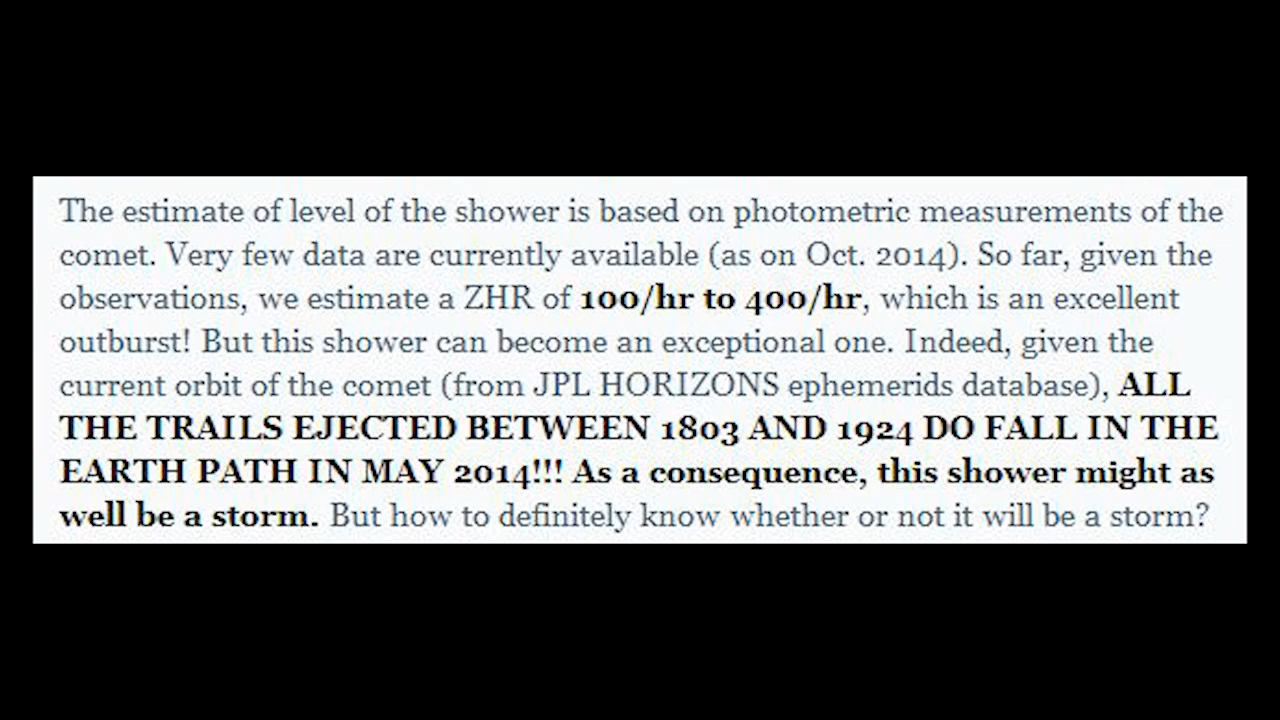 The estimate of level of the shower is based on photometric measurements of the
comet. Very few data are currently available (as on Oct. 2014). So far, given the
observations, we estimate a ZHR of 100/hr to 400/hr, which is an excellent
outburst! But this shower can become an exceptional one. Indeed, given the
current orbit of the comet (from JPL HORIZONS ephemerids database), ALL
THE TRAILS EJECTED BETWEEN 1803 AND 1924 DO FALL IN THE
EARTH PATH IN MAY 2014!!! As a consequence, this shower might as
well be a storm. But how to definitely know whether or not it will be a storm?